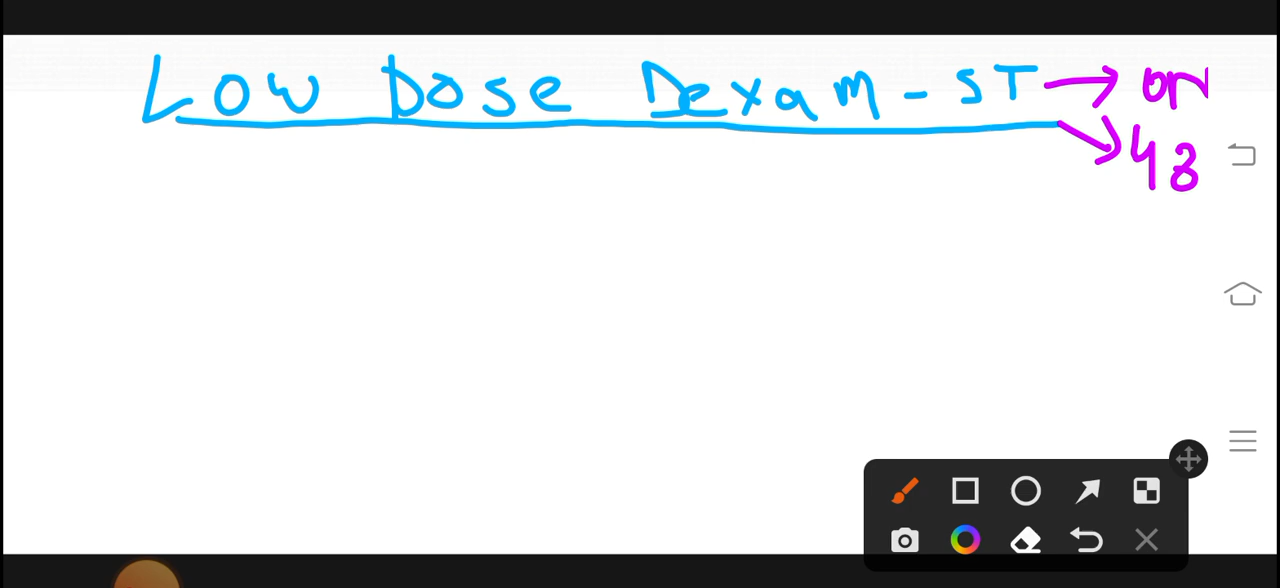 Low Dose Dexam - ST → ON
48